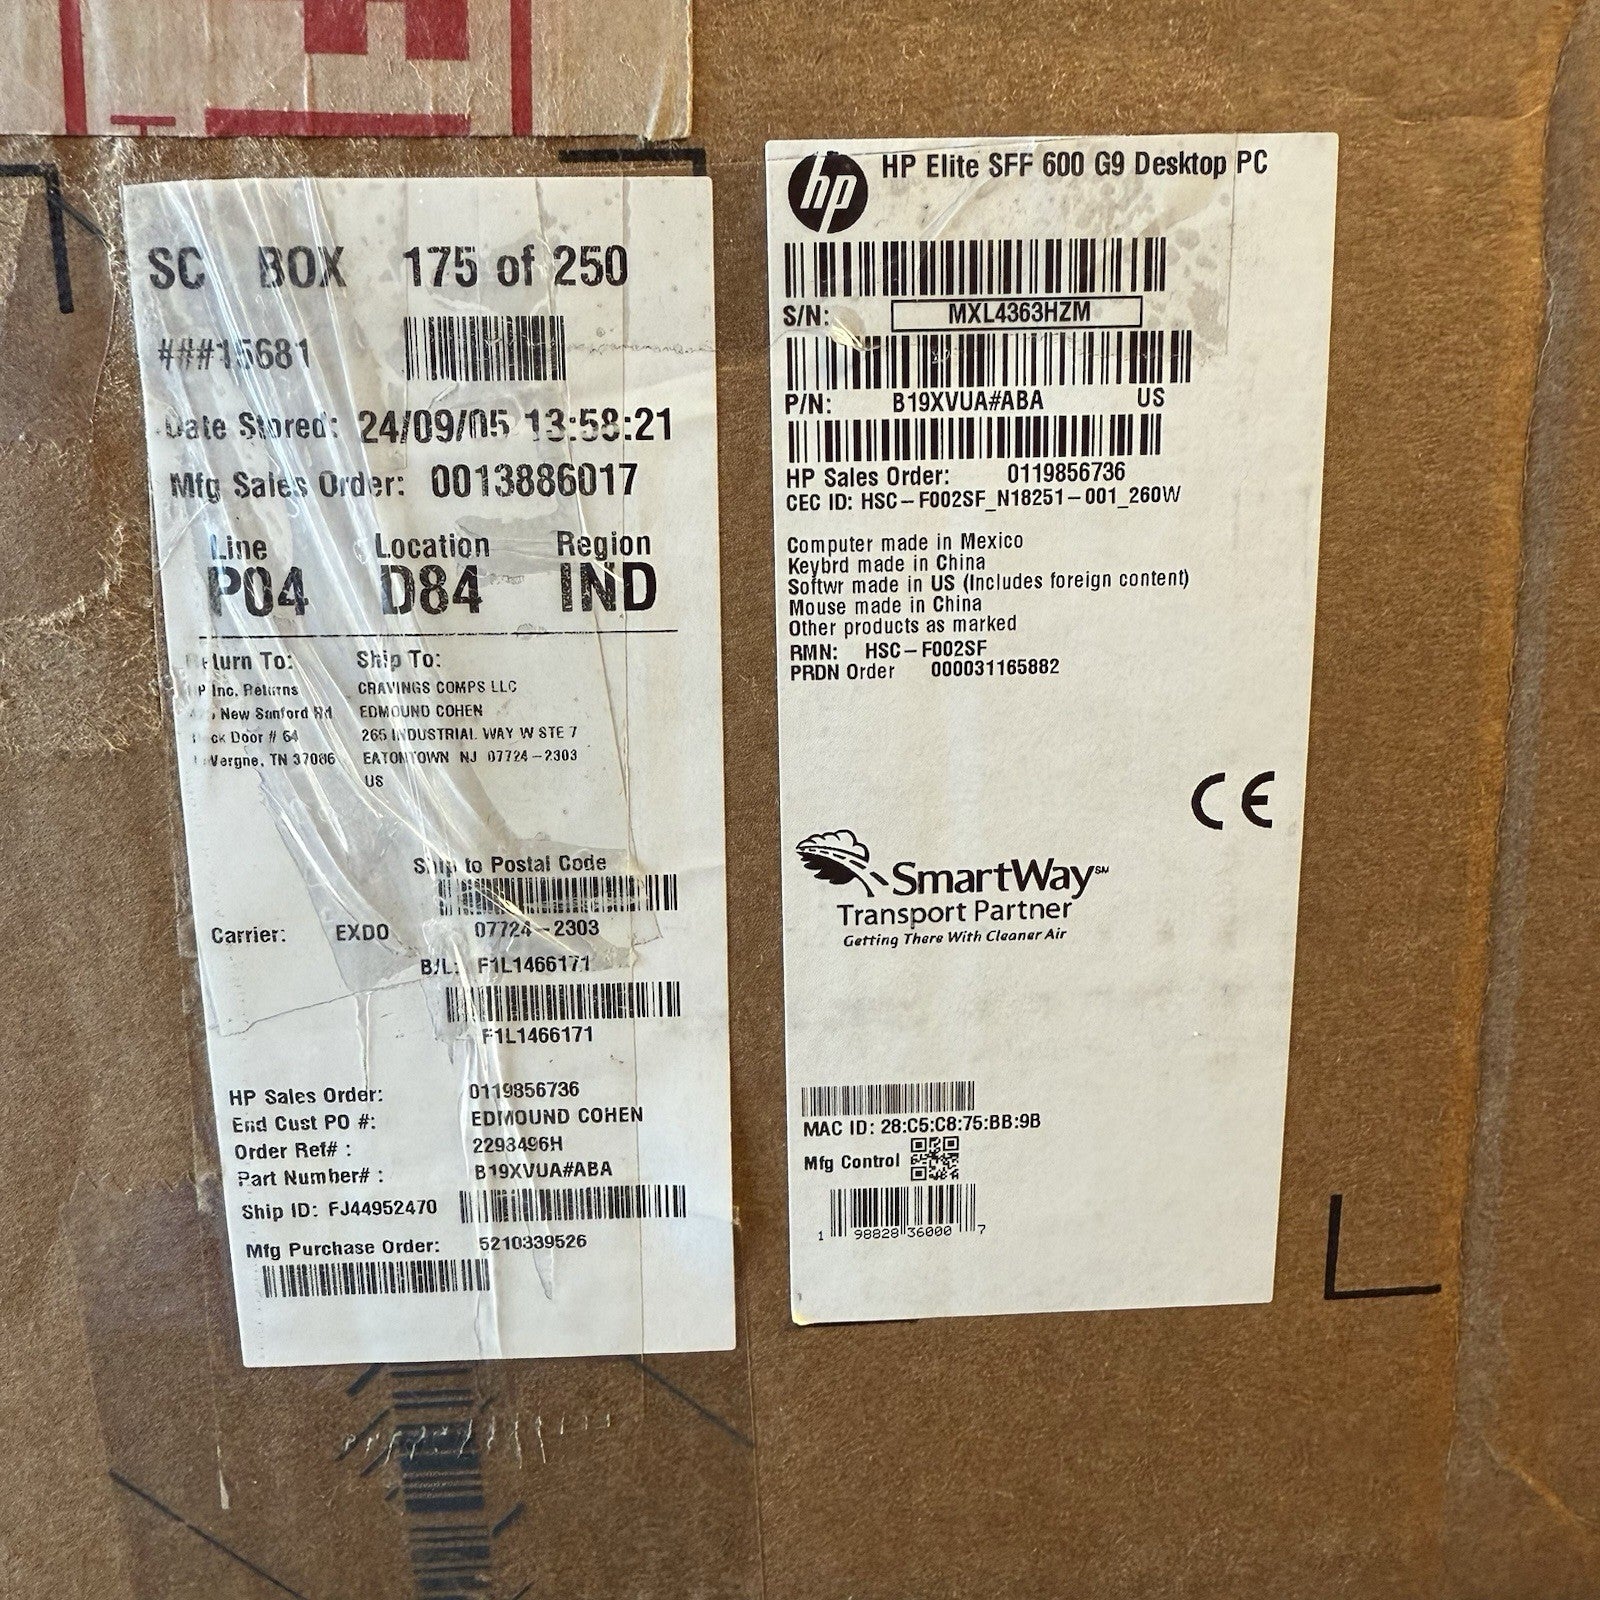 SC BOX 175 of 250
###15681
Date Stored: 24/09/05 13:58:21
Mfg Sales Order: 0013886017
Line Location Region
P04 D84 IND
Return To: Ship To:
HP Inc. Returns CRAVINGS COMPS LLC
New Sanford Rd EDMOUND COHEN
Door # 64 265 INDUSTRIAL WAY W STE 7
Vergne, TN 37086 EATONTOWN NJ 07724-2303
US
Ship to Postal Code
Carrier: EXDO 07724-2303
B/L: F1L1466171
F1L1466171
HP Sales Order: 0119856736
End Cust PO #: EDMOUND COHEN
Order Ref# : 2293496H
Part Number# : B19XVUA#ABA
Ship ID: FJ44952470
Mfg Purchase Order: 5210339526
hp HP Elite SFF 600 G9 Desktop PC
S/N: MXL4363HZM
P/N: B19XVUA#ABA US
HP Sales Order: 0119856736
CEC ID: HSC-F002SF_N18251-001_260W
Computer made in Mexico
Keybrd made in China
Softwr made in US (Includes foreign content)
Mouse made in China
Other products as marked
RMN: HSC-F002SF
PRDN Order 000031165882
CE
SmartWay℠
Transport Partner
Getting There With Cleaner Air
MAC ID: 28:C5:C8:75:BB:9B
Mfg Control
1 98828 36000 7